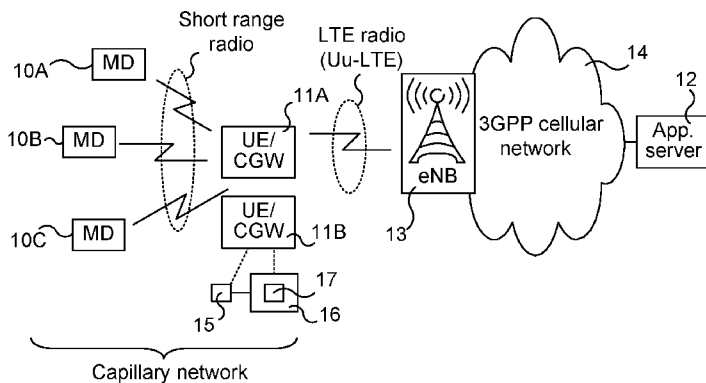 Short range
radio
LTE radio
(Uu-LTE)
14
10A
MD
11A
12
10B
MD
UE/
CGW
3GPP cellular
network
App.
server
eNB
13
10C
MD
UE/
CGW
11B
17
15
16
Capillary network